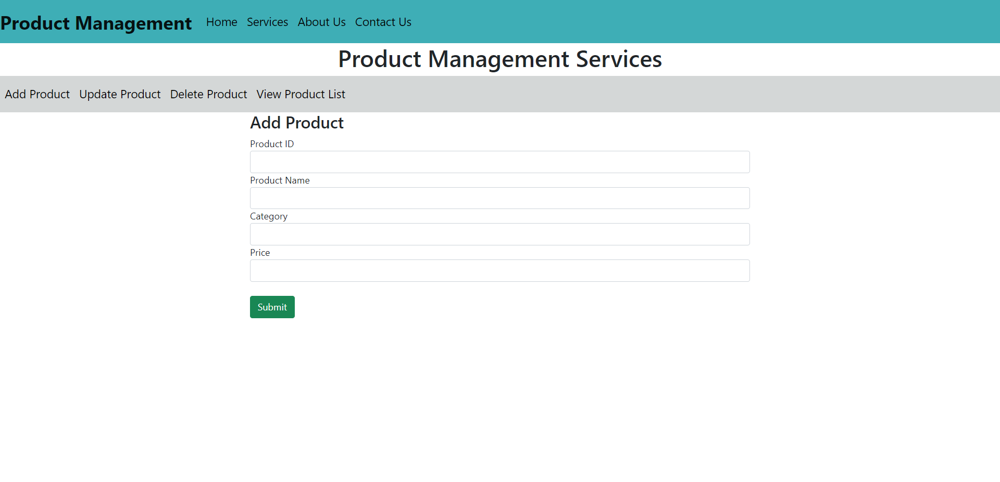 Product Management Home Services About Us Contact Us
Product Management Services
Add Product Update Product Delete Product View Product List
Add Product
Product ID
Product Name
Category
Price
Submit